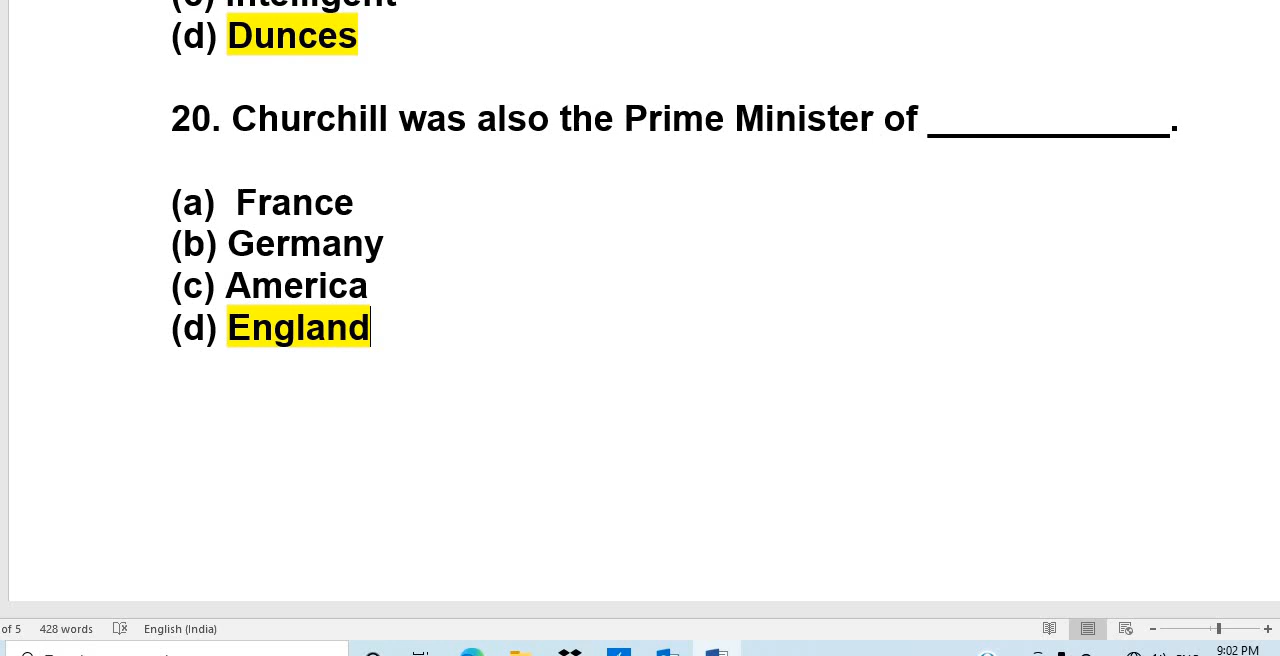 (c) Intelligent
(d) Dunces
20. Churchill was also the Prime Minister of ____________.
(a) France
(b) Germany
(c) America
(d) England
of 5 428 words English (India)
9:02 PM